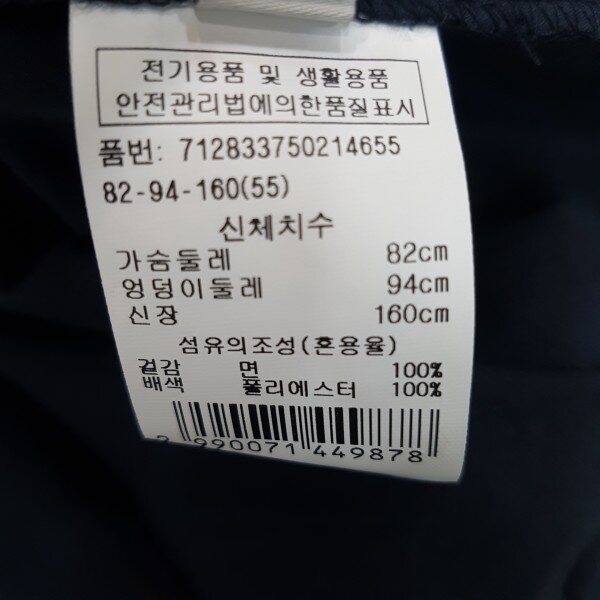 전기용품 및 생활용품
안전관리법에의한품질표시
품번: 712833750214655
82-94-160(55)
신체치수
가슴둘레 82cm
엉덩이둘레 94cm
신장 160cm
섬유의조성(혼용율)
겉감 면 100%
배색 폴리에스터 100%
2 990071 449878